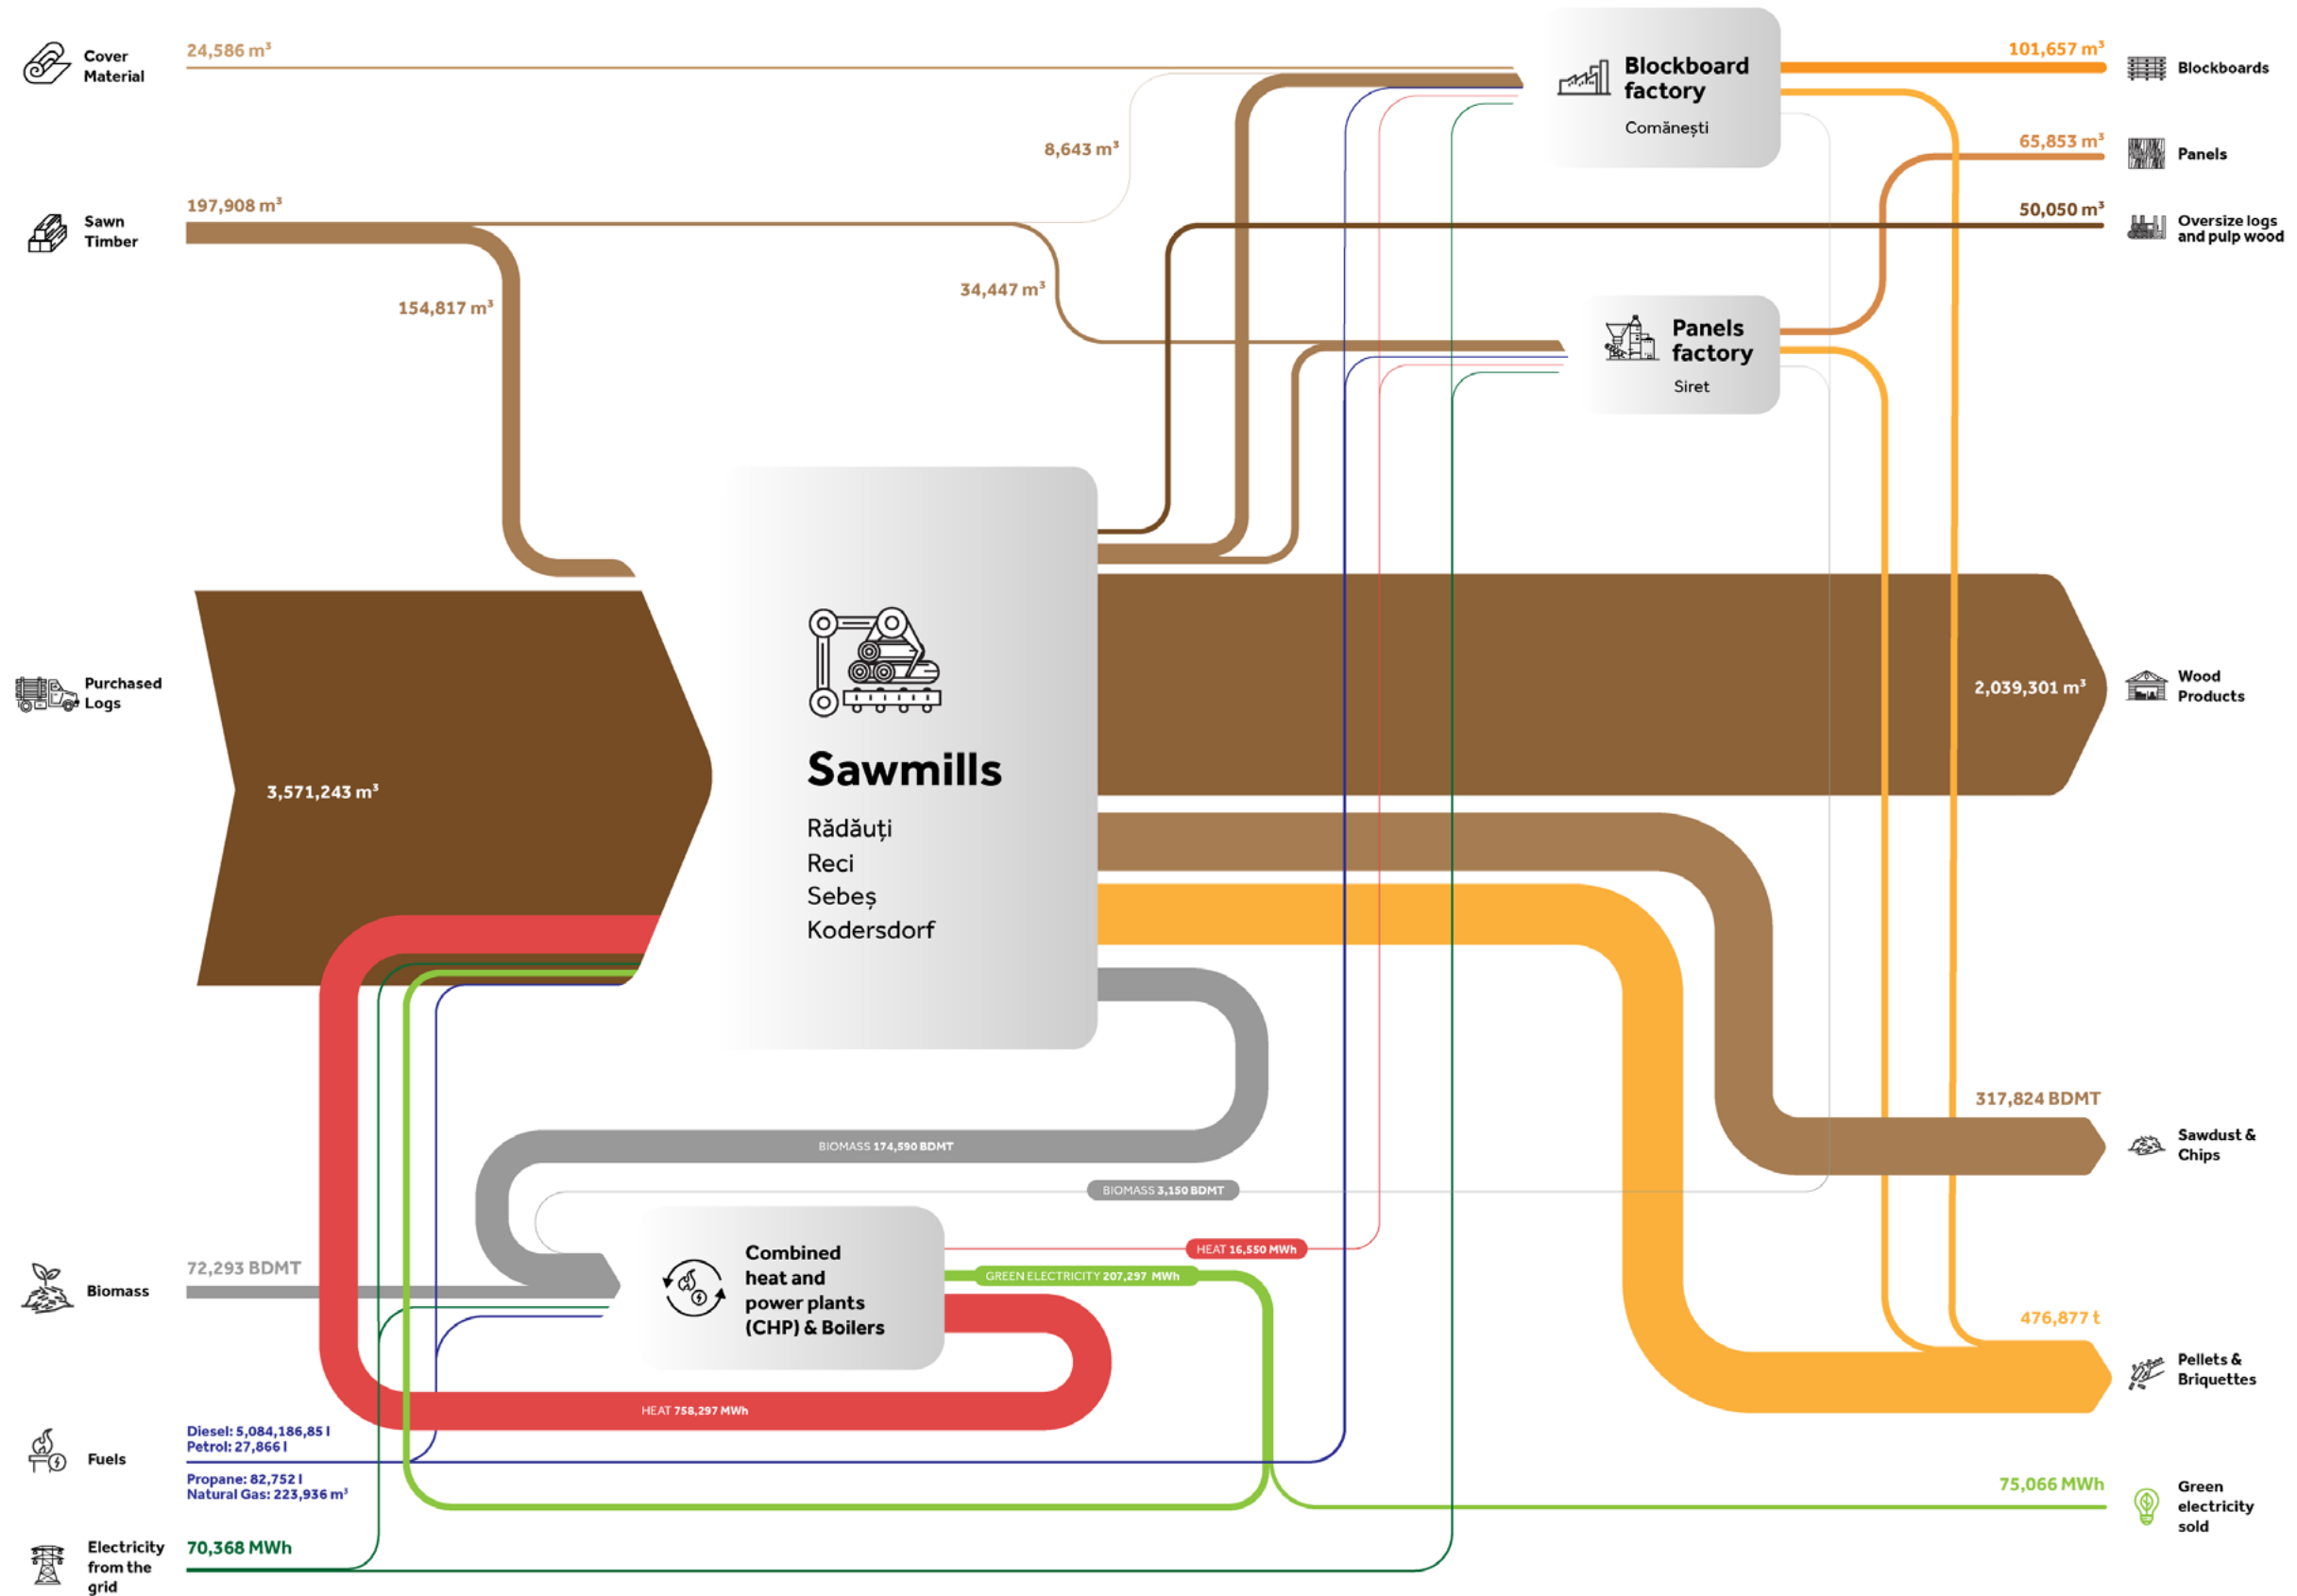 Cover
Material
24,586 m³
Blockboard
factory
Comănești
101,657 m³
Blockboards
8,643 m³
65,853 m³
Panels
Sawn
Timber
197,908 m³
50,050 m³
Oversize logs
and pulp wood
154,817 m³
34,447 m³
Panels
factory
Siret
Purchased
Logs
3,571,243 m³
Sawmills
Rădăuți
Reci
Sebeș
Kodersdorf
2,039,301 m³
Wood
Products
317,824 BDMT
Sawdust &
Chips
BIOMASS 174,590 BDMT
BIOMASS 3,150 BDMT
Biomass
72,293 BDMT
Combined
heat and
power plants
(CHP) & Boilers
HEAT 16,550 MWh
GREEN ELECTRICITY 207,297 MWh
476,877 t
Pellets &
Briquettes
HEAT 758,297 MWh
Fuels
Diesel: 5,084,186,85 l
Petrol: 27,866 l
Propane: 82,752 l
Natural Gas: 223,936 m³
75,066 MWh
Green
electricity
sold
Electricity
from the
grid
70,368 MWh